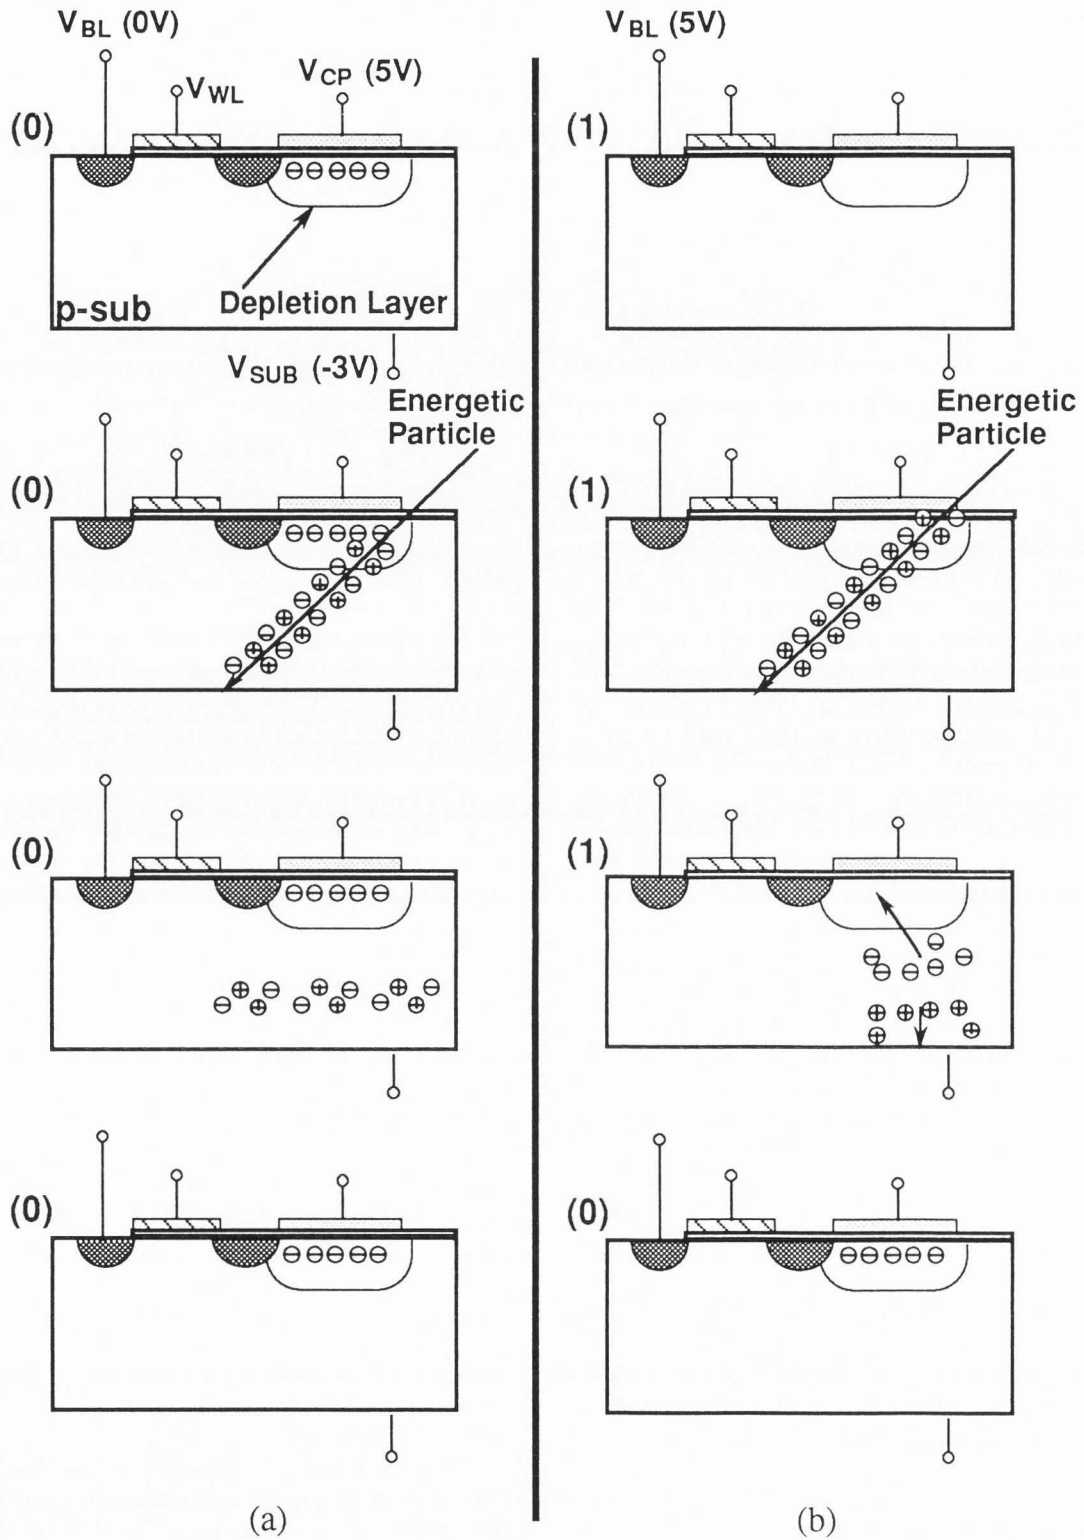 V_BL (0V)
V_WL
V_CP (5V)
(0)
p-sub
Depletion Layer
V_SUB (-3V)
Energetic
Particle
(0)
(0)
(0)
(a)
V_BL (5V)
(1)
Energetic
Particle
(1)
(1)
(0)
(b)